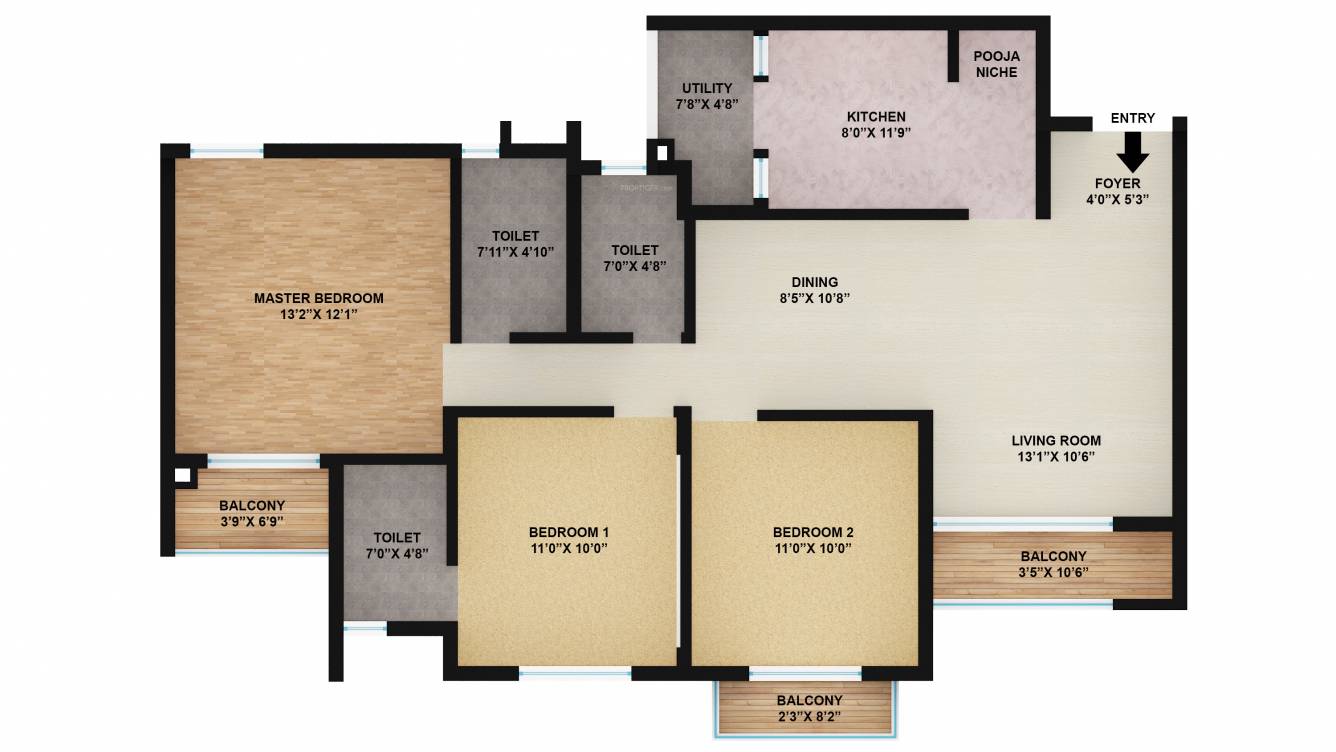 POOJA
NICHE
UTILITY
7’8”X 4’8”
KITCHEN
8’0”X 11’9”
ENTRY
FOYER
4’0”X 5’3”
PROPTIGER.com
TOILET
7’11”X 4’10”
TOILET
7’0”X 4’8”
DINING
8’5”X 10’8”
MASTER BEDROOM
13’2”X 12’1”
LIVING ROOM
13’1”X 10’6”
BALCONY
3’9”X 6’9”
TOILET
7’0”X 4’8”
BEDROOM 1
11’0”X 10’0”
BEDROOM 2
11’0”X 10’0”
BALCONY
3’5”X 10’6”
BALCONY
2’3”X 8’2”